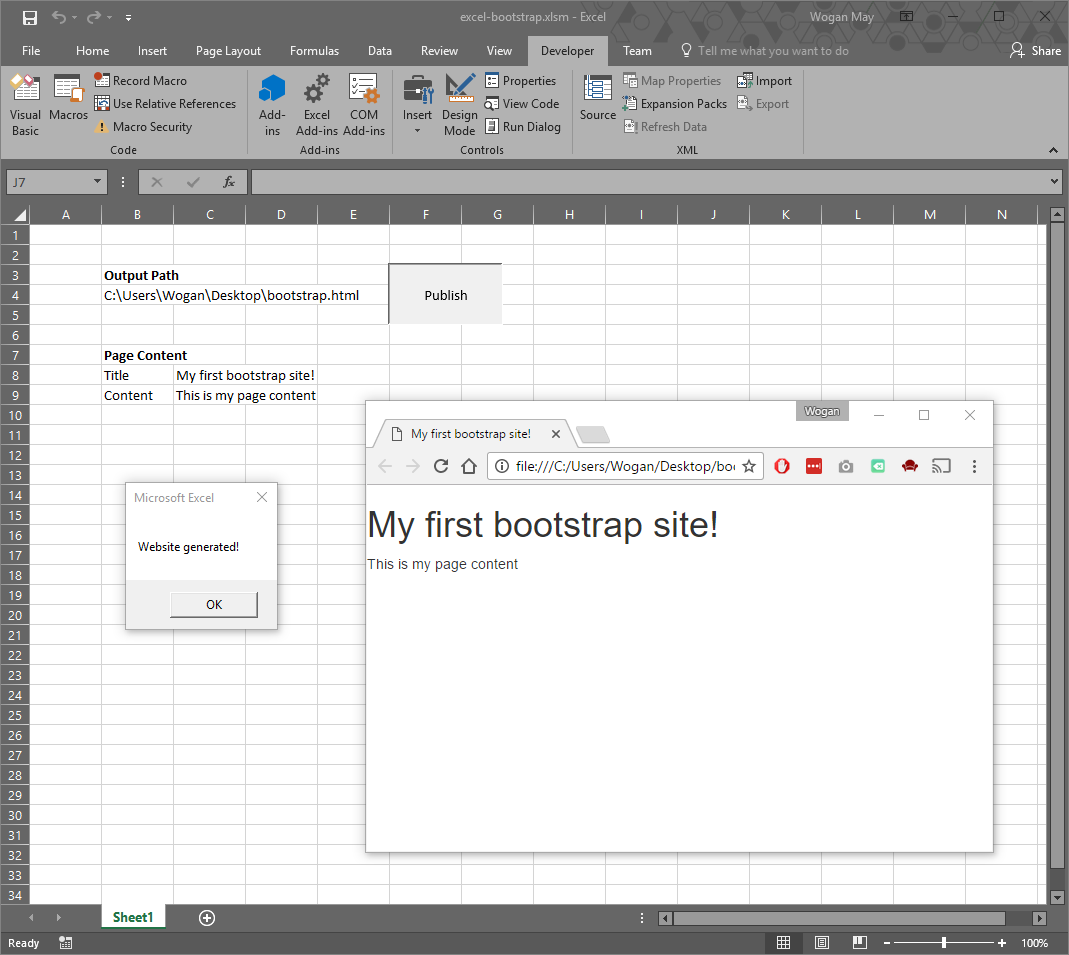 excel-bootstrap.xlsm - Excel
Wogan May
File Home Insert Page Layout Formulas Data Review View Developer Team Tell me what you want to do Share
Visual Basic
Macros
Record Macro
Use Relative References
Macro Security
Code
Add-ins
Excel Add-ins
COM Add-ins
Add-ins
Insert
Design Mode
Properties
View Code
Run Dialog
Controls
Source
Map Properties
Expansion Packs
Refresh Data
Import
Export
XML
J7
fx
A B C D E F G H I J K L M N
1
2
3 Output Path
4 C:\Users\Wogan\Desktop\bootstrap.html
Publish
5
6
7 Page Content
8 Title My first bootstrap site!
9 Content This is my page content
10
11
12
13
14
15
16
17
18
19
20
21
22
23
24
25
26
27
28
29
30
31
32
33
34
Microsoft Excel
Website generated!
OK
Wogan
My first bootstrap site!
file:///C:/Users/Wogan/Desktop/boo
My first bootstrap site!
This is my page content
Sheet1
Ready
100%